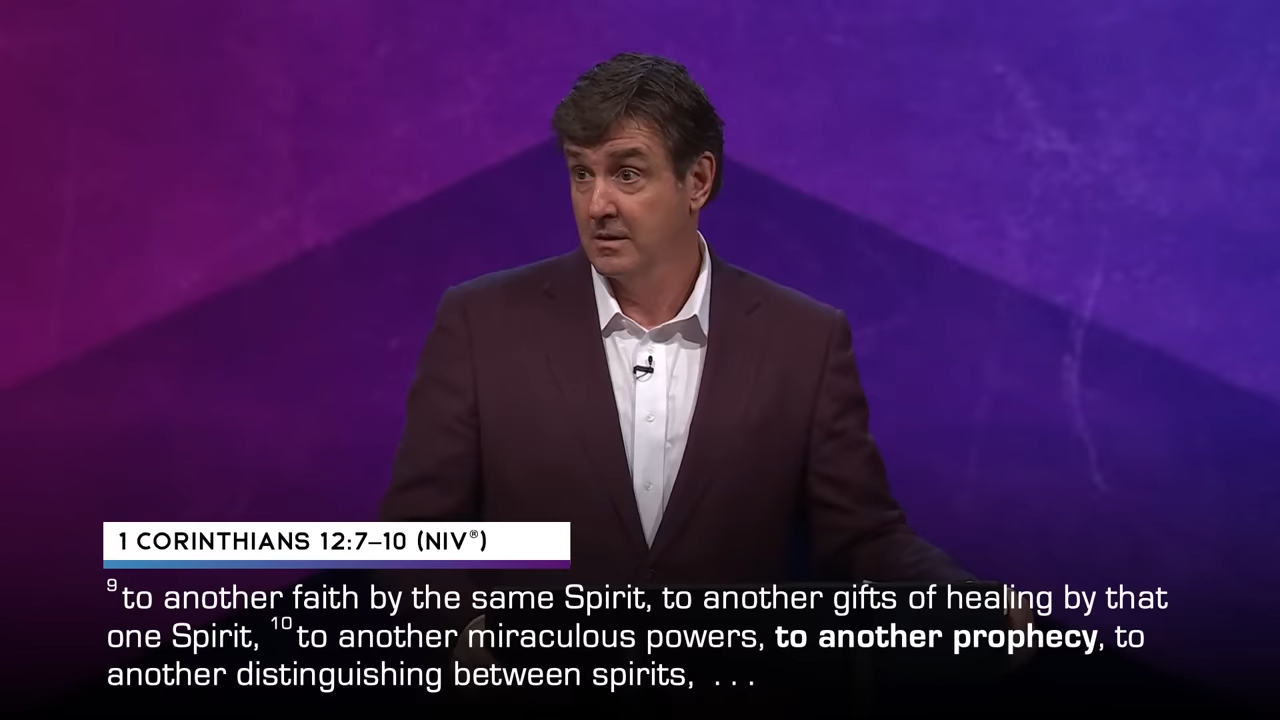 1 CORINTHIANS 12:7–10 (NIV®)
⁹to another faith by the same Spirit, to another gifts of healing by that
one Spirit, ¹⁰to another miraculous powers, to another prophecy, to
another distinguishing between spirits, . . .